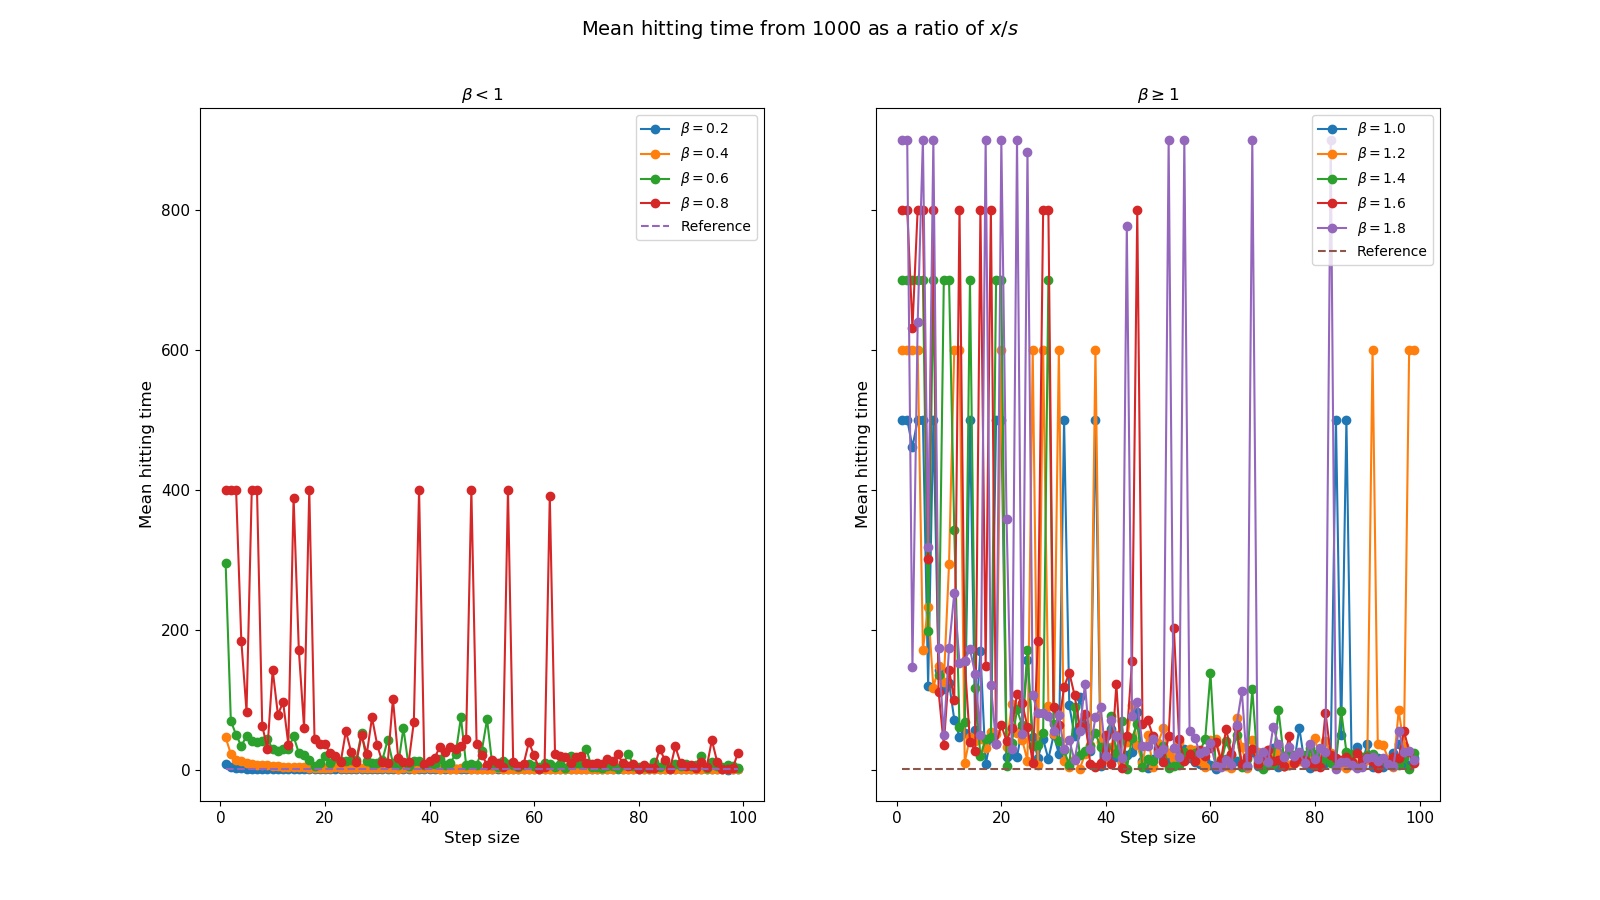 Mean hitting time from 1000 as a ratio of x/s
β < 1
β = 0.2
β = 0.4
β = 0.6
β = 0.8
Reference
800
600
400
200
0
Mean hitting time
0 20 40 60 80 100
Step size
β ≥ 1
β = 1.0
β = 1.2
β = 1.4
β = 1.6
β = 1.8
Reference
Mean hitting time
0 20 40 60 80 100
Step size